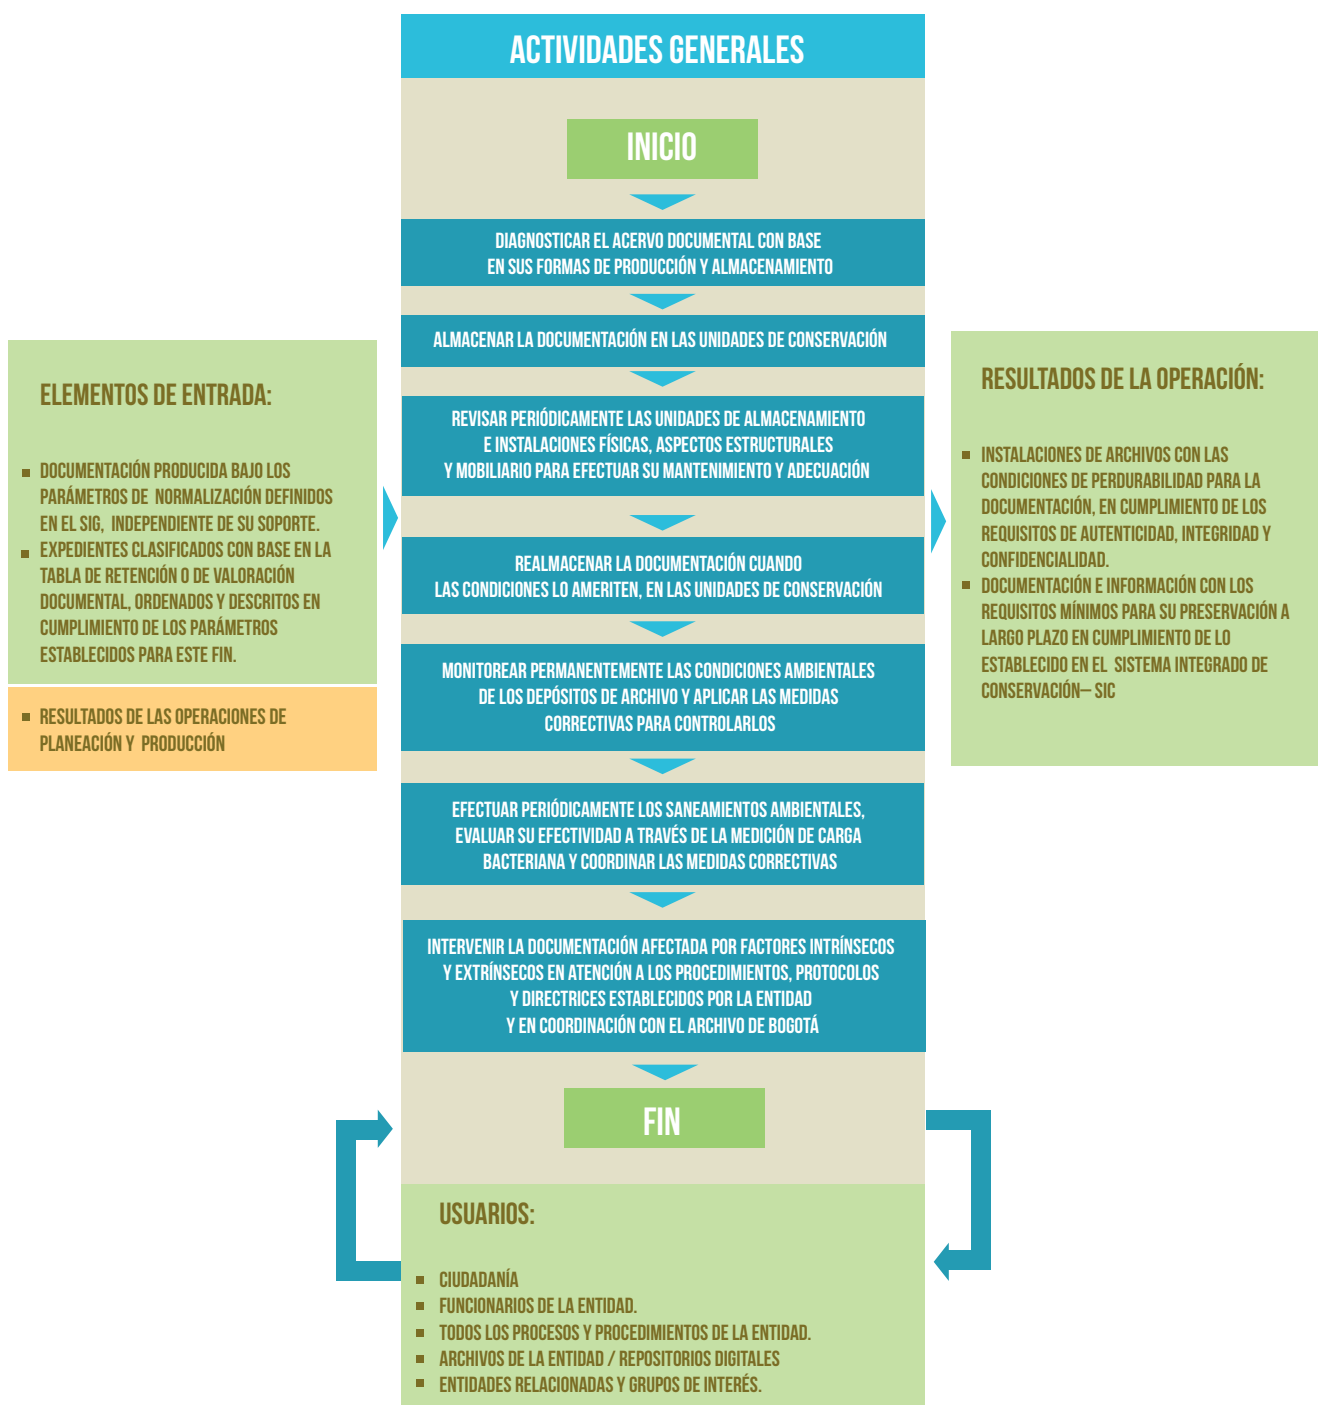 ACTIVIDADES GENERALES
INICIO
DIAGNOSTICAR EL ACERVO DOCUMENTAL CON BASE
EN SUS FORMAS DE PRODUCCIÓN Y ALMACENAMIENTO
ALMACENAR LA DOCUMENTACIÓN EN LAS UNIDADES DE CONSERVACIÓN
REVISAR PERIÓDICAMENTE LAS UNIDADES DE ALMACENAMIENTO
E INSTALACIONES FÍSICAS, ASPECTOS ESTRUCTURALES
Y MOBILIARIO PARA EFECTUAR SU MANTENIMIENTO Y ADECUACIÓN
REALMACENAR LA DOCUMENTACIÓN CUANDO
LAS CONDICIONES LO AMERITEN, EN LAS UNIDADES DE CONSERVACIÓN
MONITOREAR PERMANENTEMENTE LAS CONDICIONES AMBIENTALES
DE LOS DEPÓSITOS DE ARCHIVO Y APLICAR LAS MEDIDAS
CORRECTIVAS PARA CONTROLARLOS
EFECTUAR PERIÓDICAMENTE LOS SANEAMIENTOS AMBIENTALES,
EVALUAR SU EFECTIVIDAD A TRAVÉS DE LA MEDICIÓN DE CARGA
BACTERIANA Y COORDINAR LAS MEDIDAS CORRECTIVAS
INTERVENIR LA DOCUMENTACIÓN AFECTADA POR FACTORES INTRÍNSECOS
Y EXTRÍNSECOS EN ATENCIÓN A LOS PROCEDIMIENTOS, PROTOCOLOS
Y DIRECTRICES ESTABLECIDOS POR LA ENTIDAD
Y EN COORDINACIÓN CON EL ARCHIVO DE BOGOTÁ
FIN
ELEMENTOS DE ENTRADA:
DOCUMENTACIÓN PRODUCIDA BAJO LOS
PARÁMETROS DE NORMALIZACIÓN DEFINIDOS
EN EL SIG, INDEPENDIENTE DE SU SOPORTE.
EXPEDIENTES CLASIFICADOS CON BASE EN LA
TABLA DE RETENCIÓN O DE VALORACIÓN
DOCUMENTAL, ORDENADOS Y DESCRITOS EN
CUMPLIMIENTO DE LOS PARÁMETROS
ESTABLECIDOS PARA ESTE FIN.
RESULTADOS DE LAS OPERACIONES DE
PLANEACIÓN Y PRODUCCIÓN
RESULTADOS DE LA OPERACIÓN:
INSTALACIONES DE ARCHIVOS CON LAS
CONDICIONES DE PERDURABILIDAD PARA LA
DOCUMENTACIÓN, EN CUMPLIMIENTO DE LOS
REQUISITOS DE AUTENTICIDAD, INTEGRIDAD Y
CONFIDENCIALIDAD.
DOCUMENTACIÓN E INFORMACIÓN CON LOS
REQUISITOS MÍNIMOS PARA SU PRESERVACIÓN A
LARGO PLAZO EN CUMPLIMIENTO DE LO
ESTABLECIDO EN EL SISTEMA INTEGRADO DE
CONSERVACIÓN– SIC
USUARIOS:
CIUDADANÍA
FUNCIONARIOS DE LA ENTIDAD.
TODOS LOS PROCESOS Y PROCEDIMIENTOS DE LA ENTIDAD.
ARCHIVOS DE LA ENTIDAD / REPOSITORIOS DIGITALES
ENTIDADES RELACIONADAS Y GRUPOS DE INTERÉS.